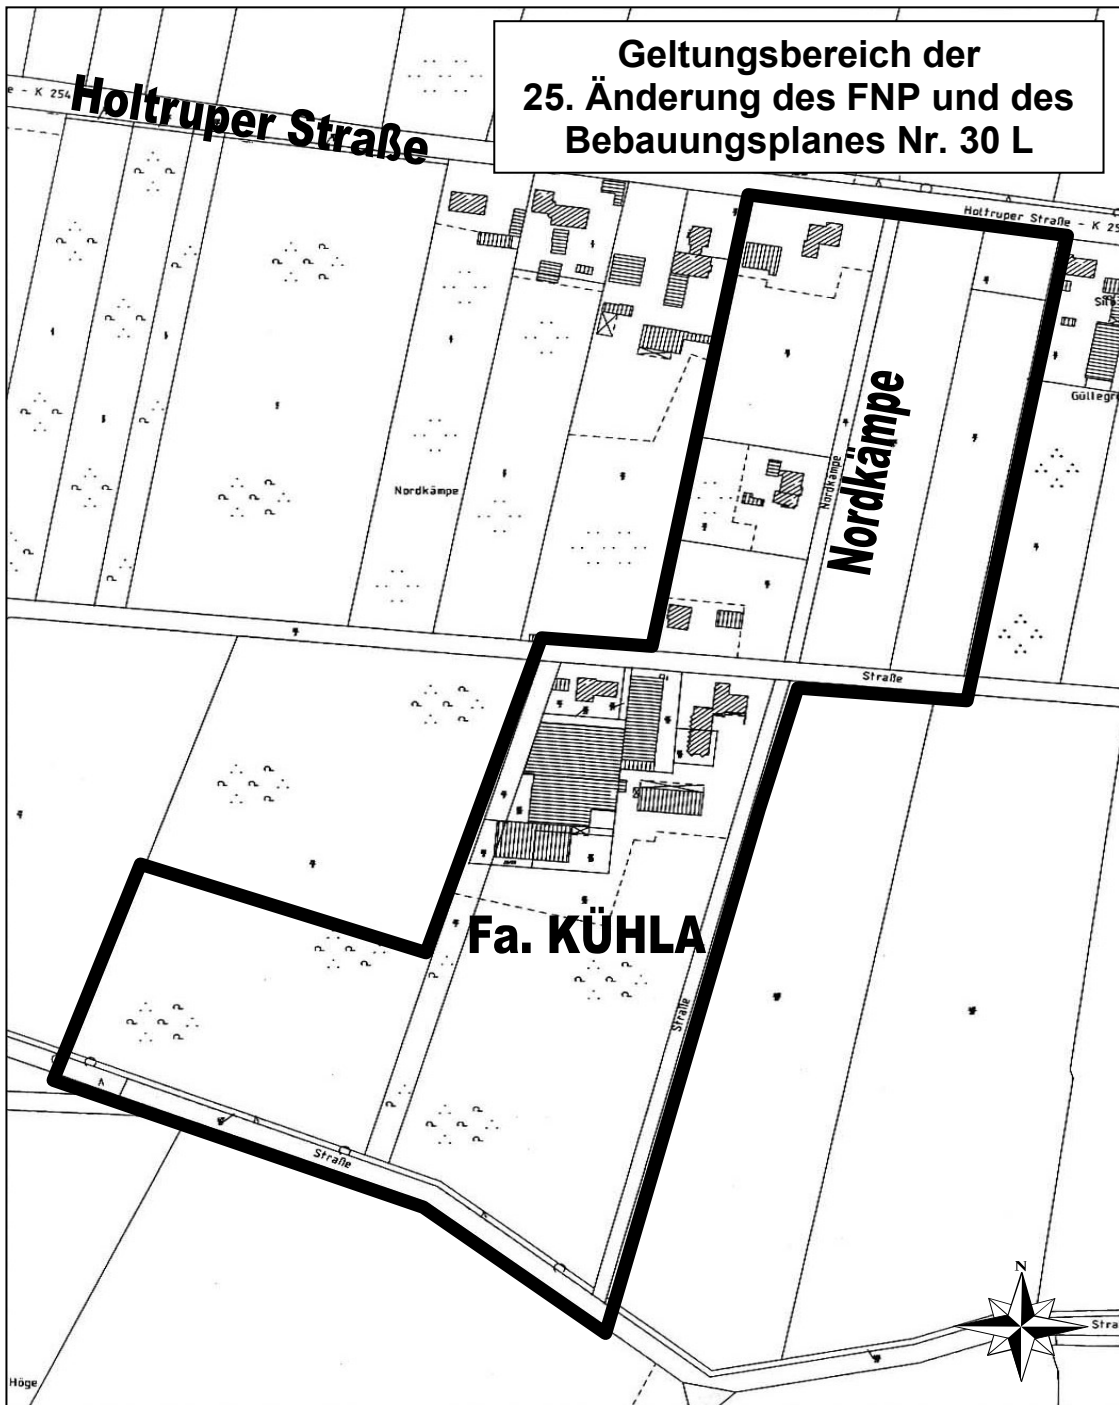 Geltungsbereich der
25. Änderung des FNP und des
Bebauungsplanes Nr. 30 L
e - K 254
Holtruper Straße
Holtruper Straße - K 25
Güllegr
Nordkämpe
Nordkämpe
Nordkämpe
Straße
Fa. KÜHLA
Straße
Straße
N
Stra
Höge